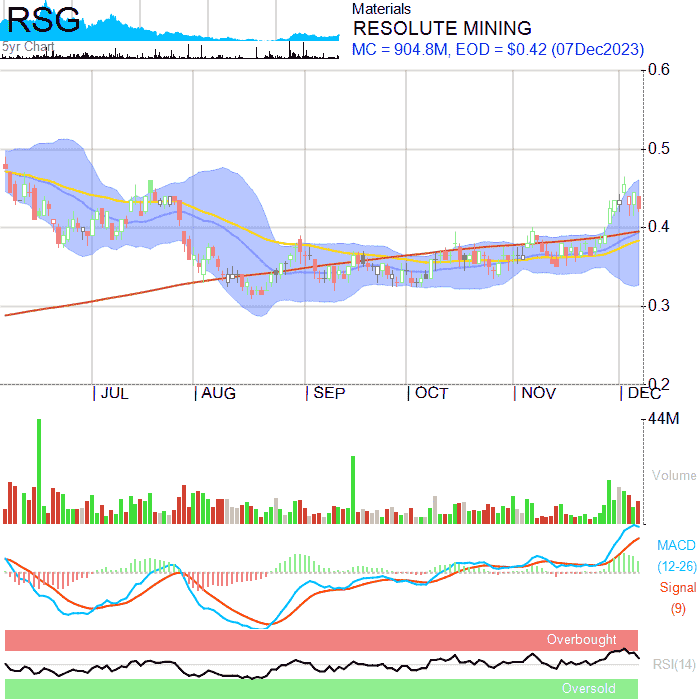 RSG
5yr Chart
Materials
RESOLUTE MINING
MC = 904.8M, EOD = $0.42 (07Dec2023)
0.6
0.5
0.4
0.3
0.2
JUL AUG SEP OCT NOV DEC
44M
Volume
MACD
(12-26)
Signal
(9)
Overbought
RSI(14)
Oversold